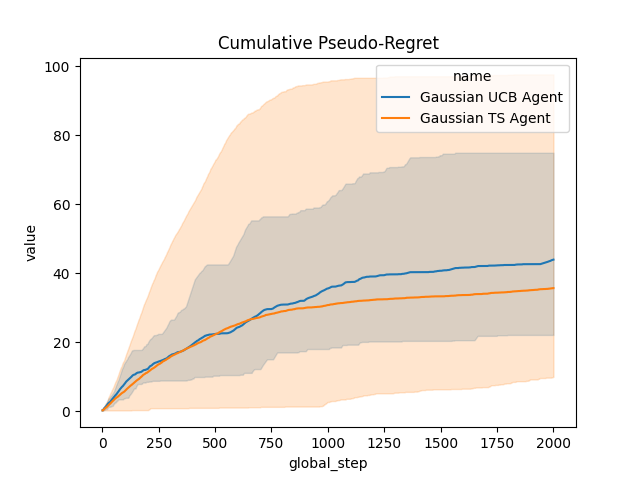 Cumulative Pseudo-Regret
name
Gaussian UCB Agent
Gaussian TS Agent
100
80
60
40
20
0
value
0 250 500 750 1000 1250 1500 1750 2000
global_step